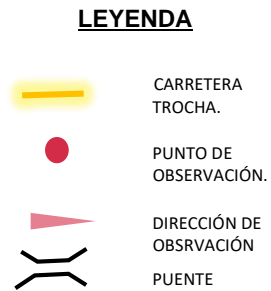 LEYENDA
CARRETERA
TROCHA.
PUNTO DE
OBSERVACIÓN.
DIRECCIÓN DE
OBSRVACIÓN
PUENTE